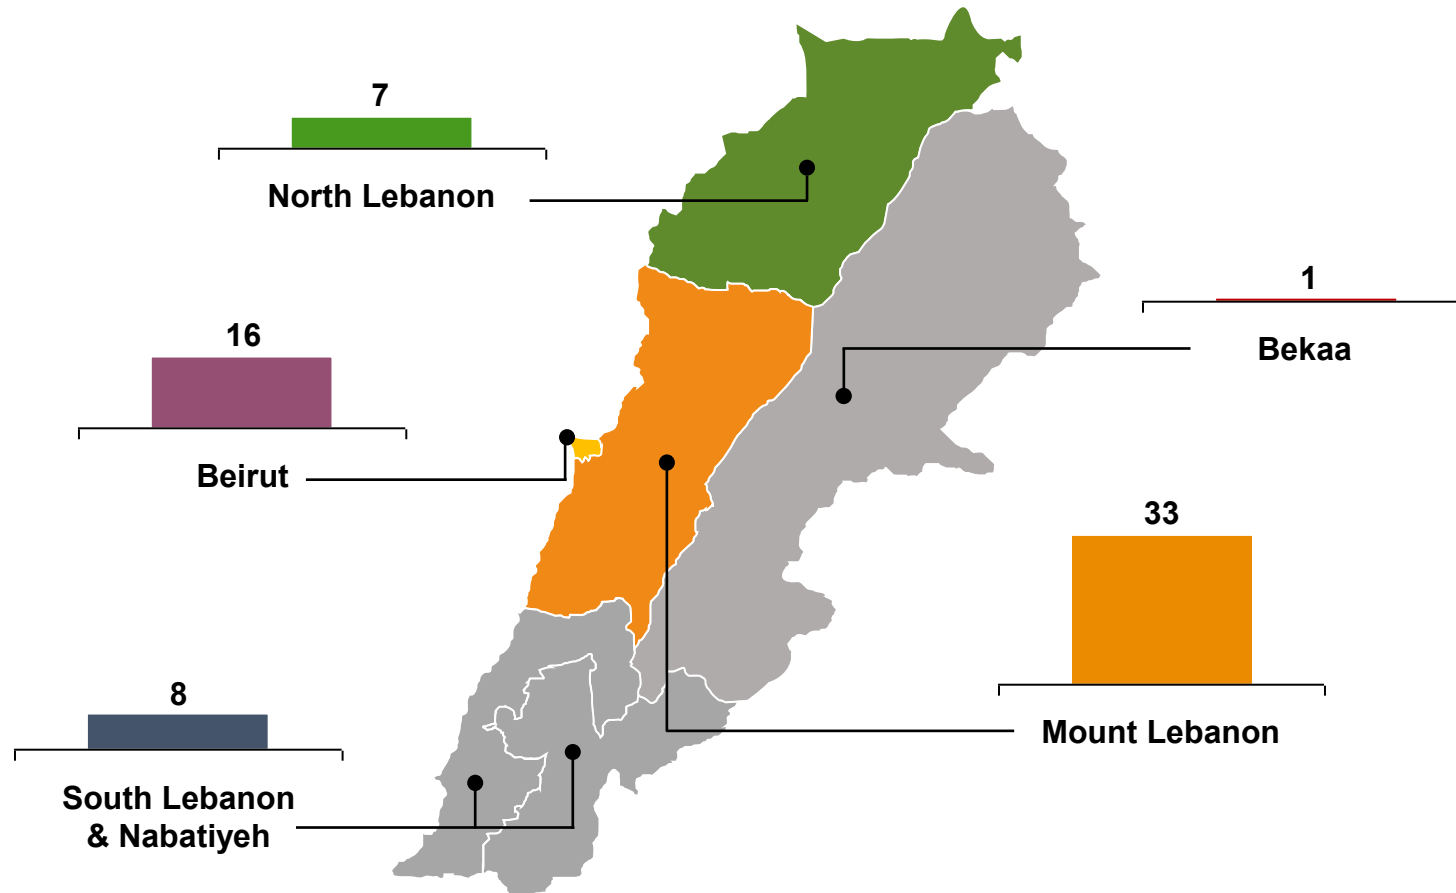 7
North Lebanon
1
Bekaa
16
Beirut
33
Mount Lebanon
8
South Lebanon
& Nabatiyeh